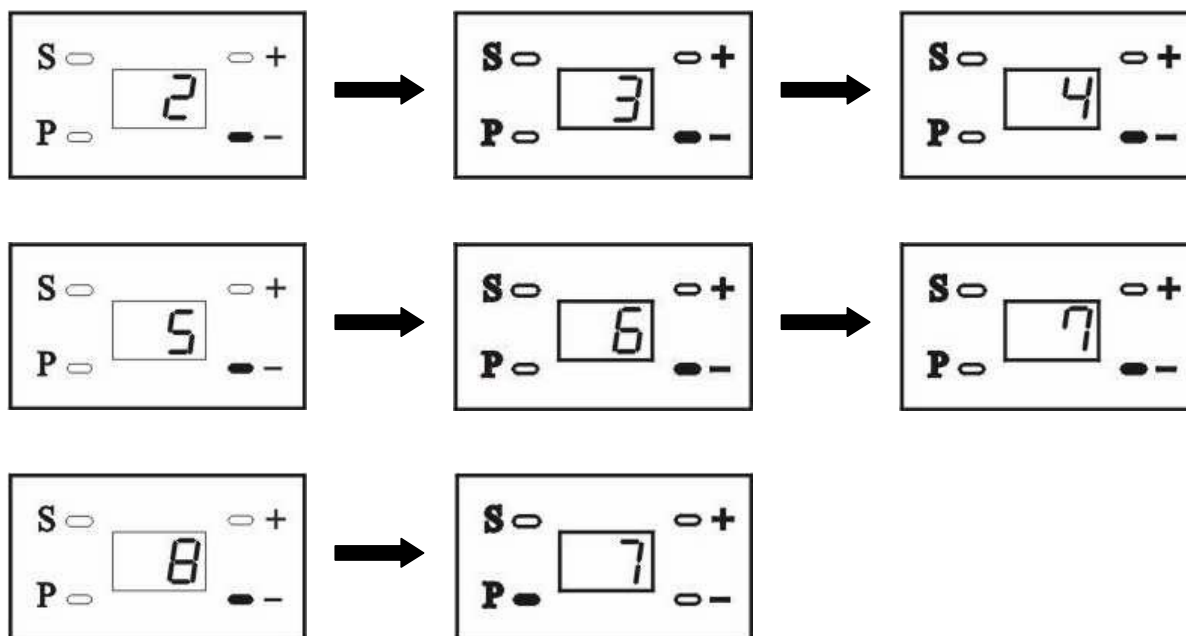 S + S + S +
2 3 4
P - P - P -
S + S + S +
5 6 7
P - P - P -
S + S +
8 7
P - P -